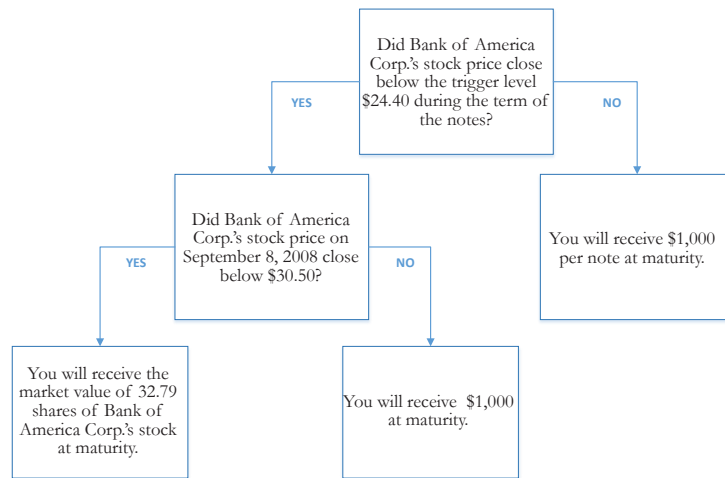 Did Bank of America
Corp.'s stock price close
below the trigger level
$24.40 during the term of
the notes?
YES
NO
Did Bank of America
Corp.'s stock price on
September 8, 2008 close
below $30.50?
You will receive $1,000
per note at maturity.
YES
NO
You will receive the
market value of 32.79
shares of Bank of
America Corp.'s stock
at maturity.
You will receive $1,000
at maturity.